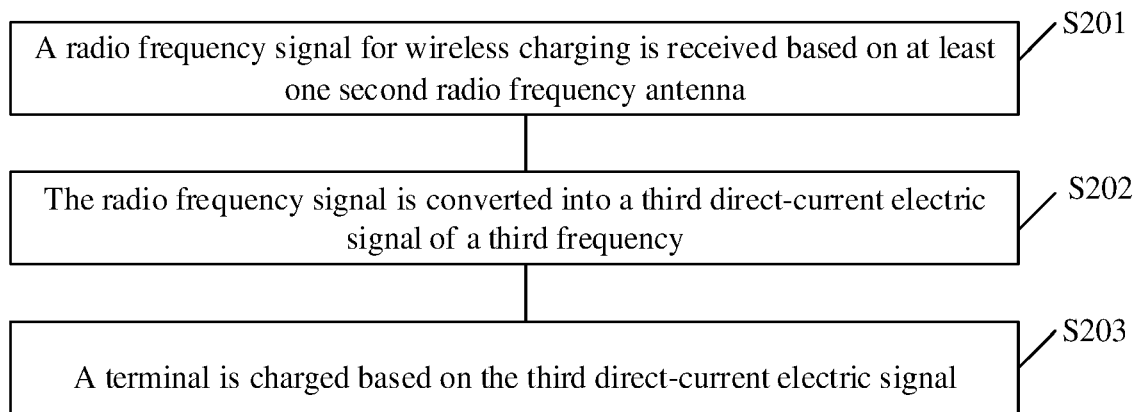 S201
A radio frequency signal for wireless charging is received based on at least
one second radio frequency antenna
S202
The radio frequency signal is converted into a third direct-current electric
signal of a third frequency
S203
A terminal is charged based on the third direct-current electric signal